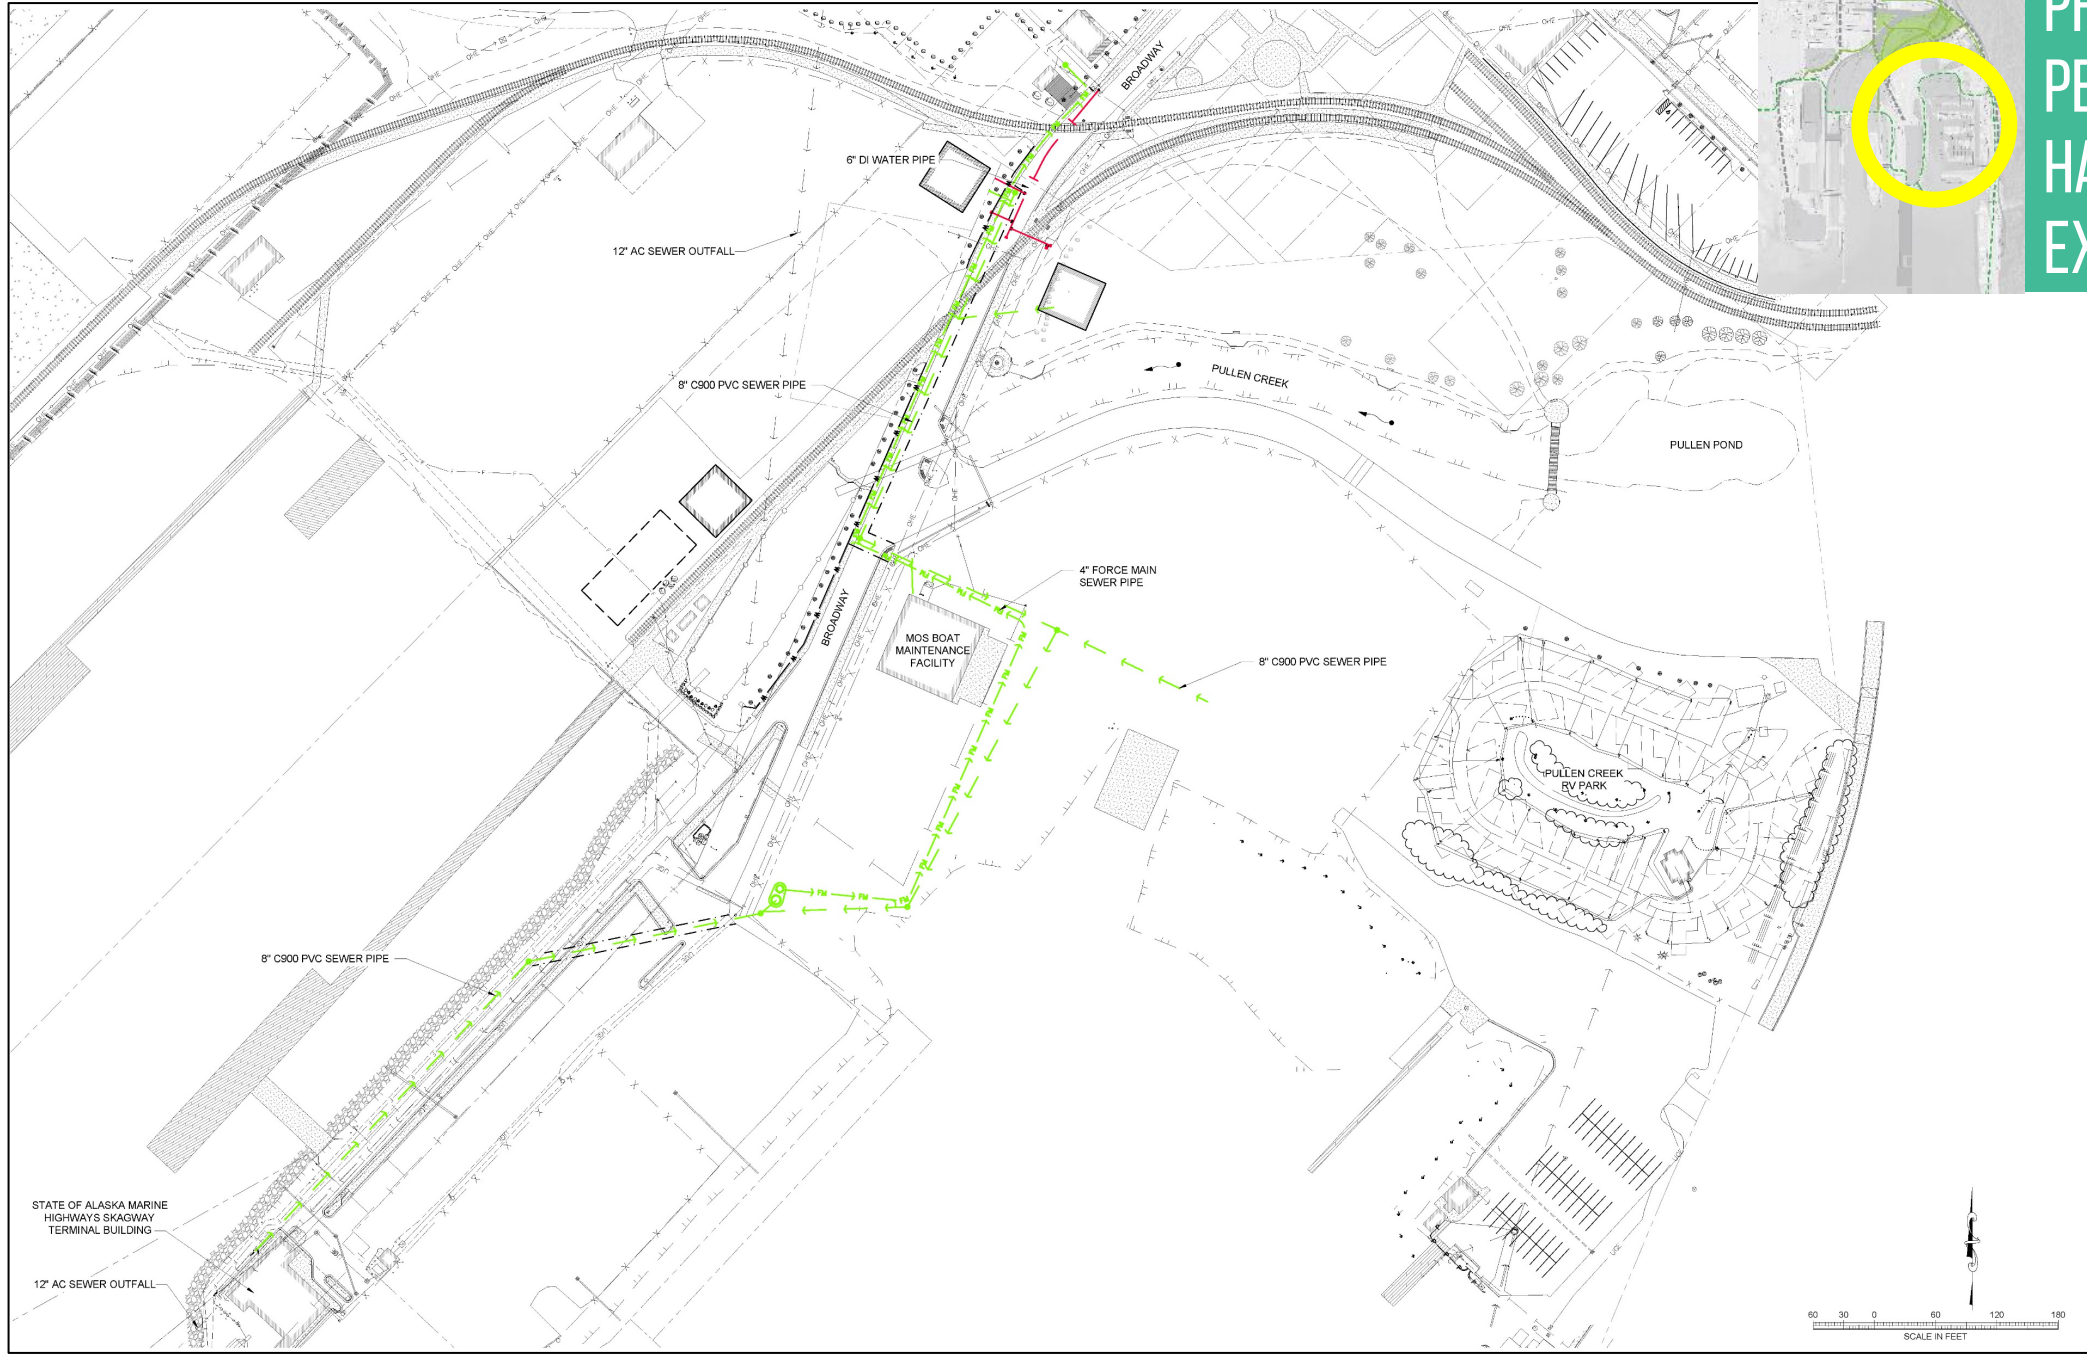 PE
HA
EX
BROADWAY
6" DI WATER PIPE
12" AC SEWER OUTFALL
8" C900 PVC SEWER PIPE
PULLEN CREEK
PULLEN POND
4" FORCE MAIN
SEWER PIPE
BROADWAY
MOS BOAT
MAINTENANCE
FACILITY
8" C900 PVC SEWER PIPE
PULLEN CREEK
RV PARK
8" C900 PVC SEWER PIPE
STATE OF ALASKA MARINE
HIGHWAYS SKAGWAY
TERMINAL BUILDING
12" AC SEWER OUTFALL
60 30 0 60 120 180
SCALE IN FEET